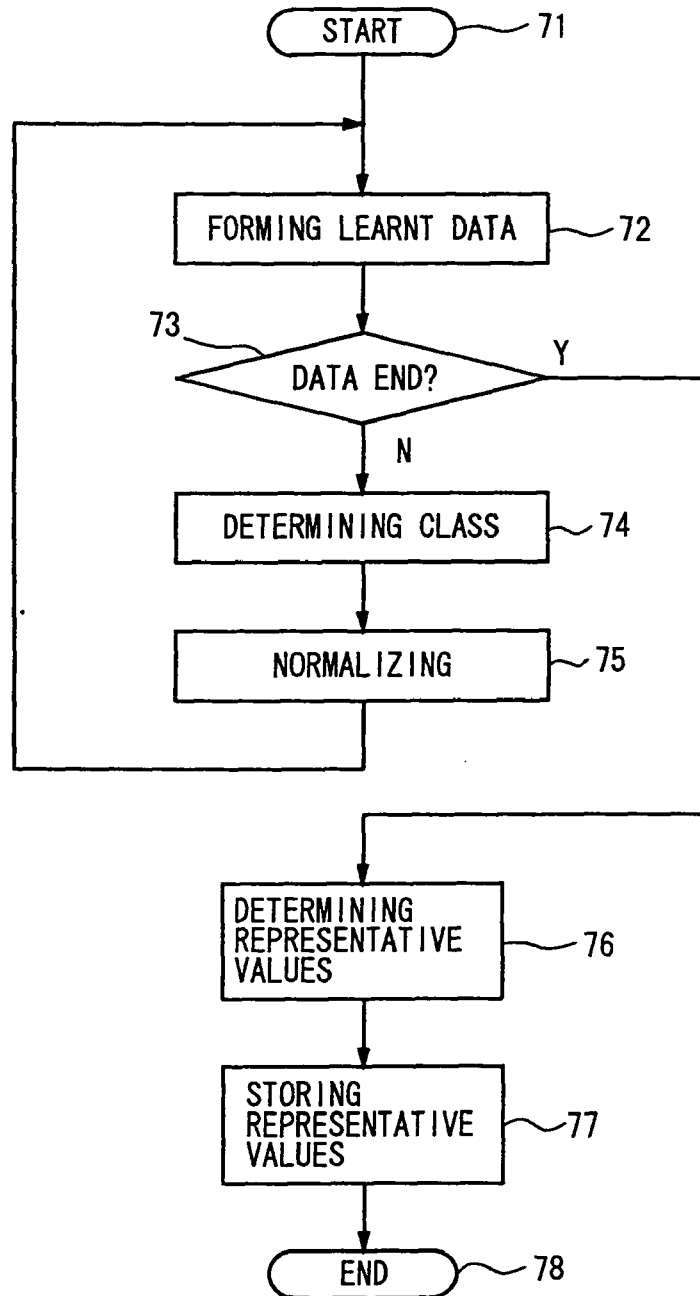 START
71
FORMING LEARNT DATA
72
73
DATA END?
Y
N
DETERMINING CLASS
74
NORMALIZING
75
DETERMINING
REPRESENTATIVE
VALUES
76
STORING
REPRESENTATIVE
VALUES
77
END
78